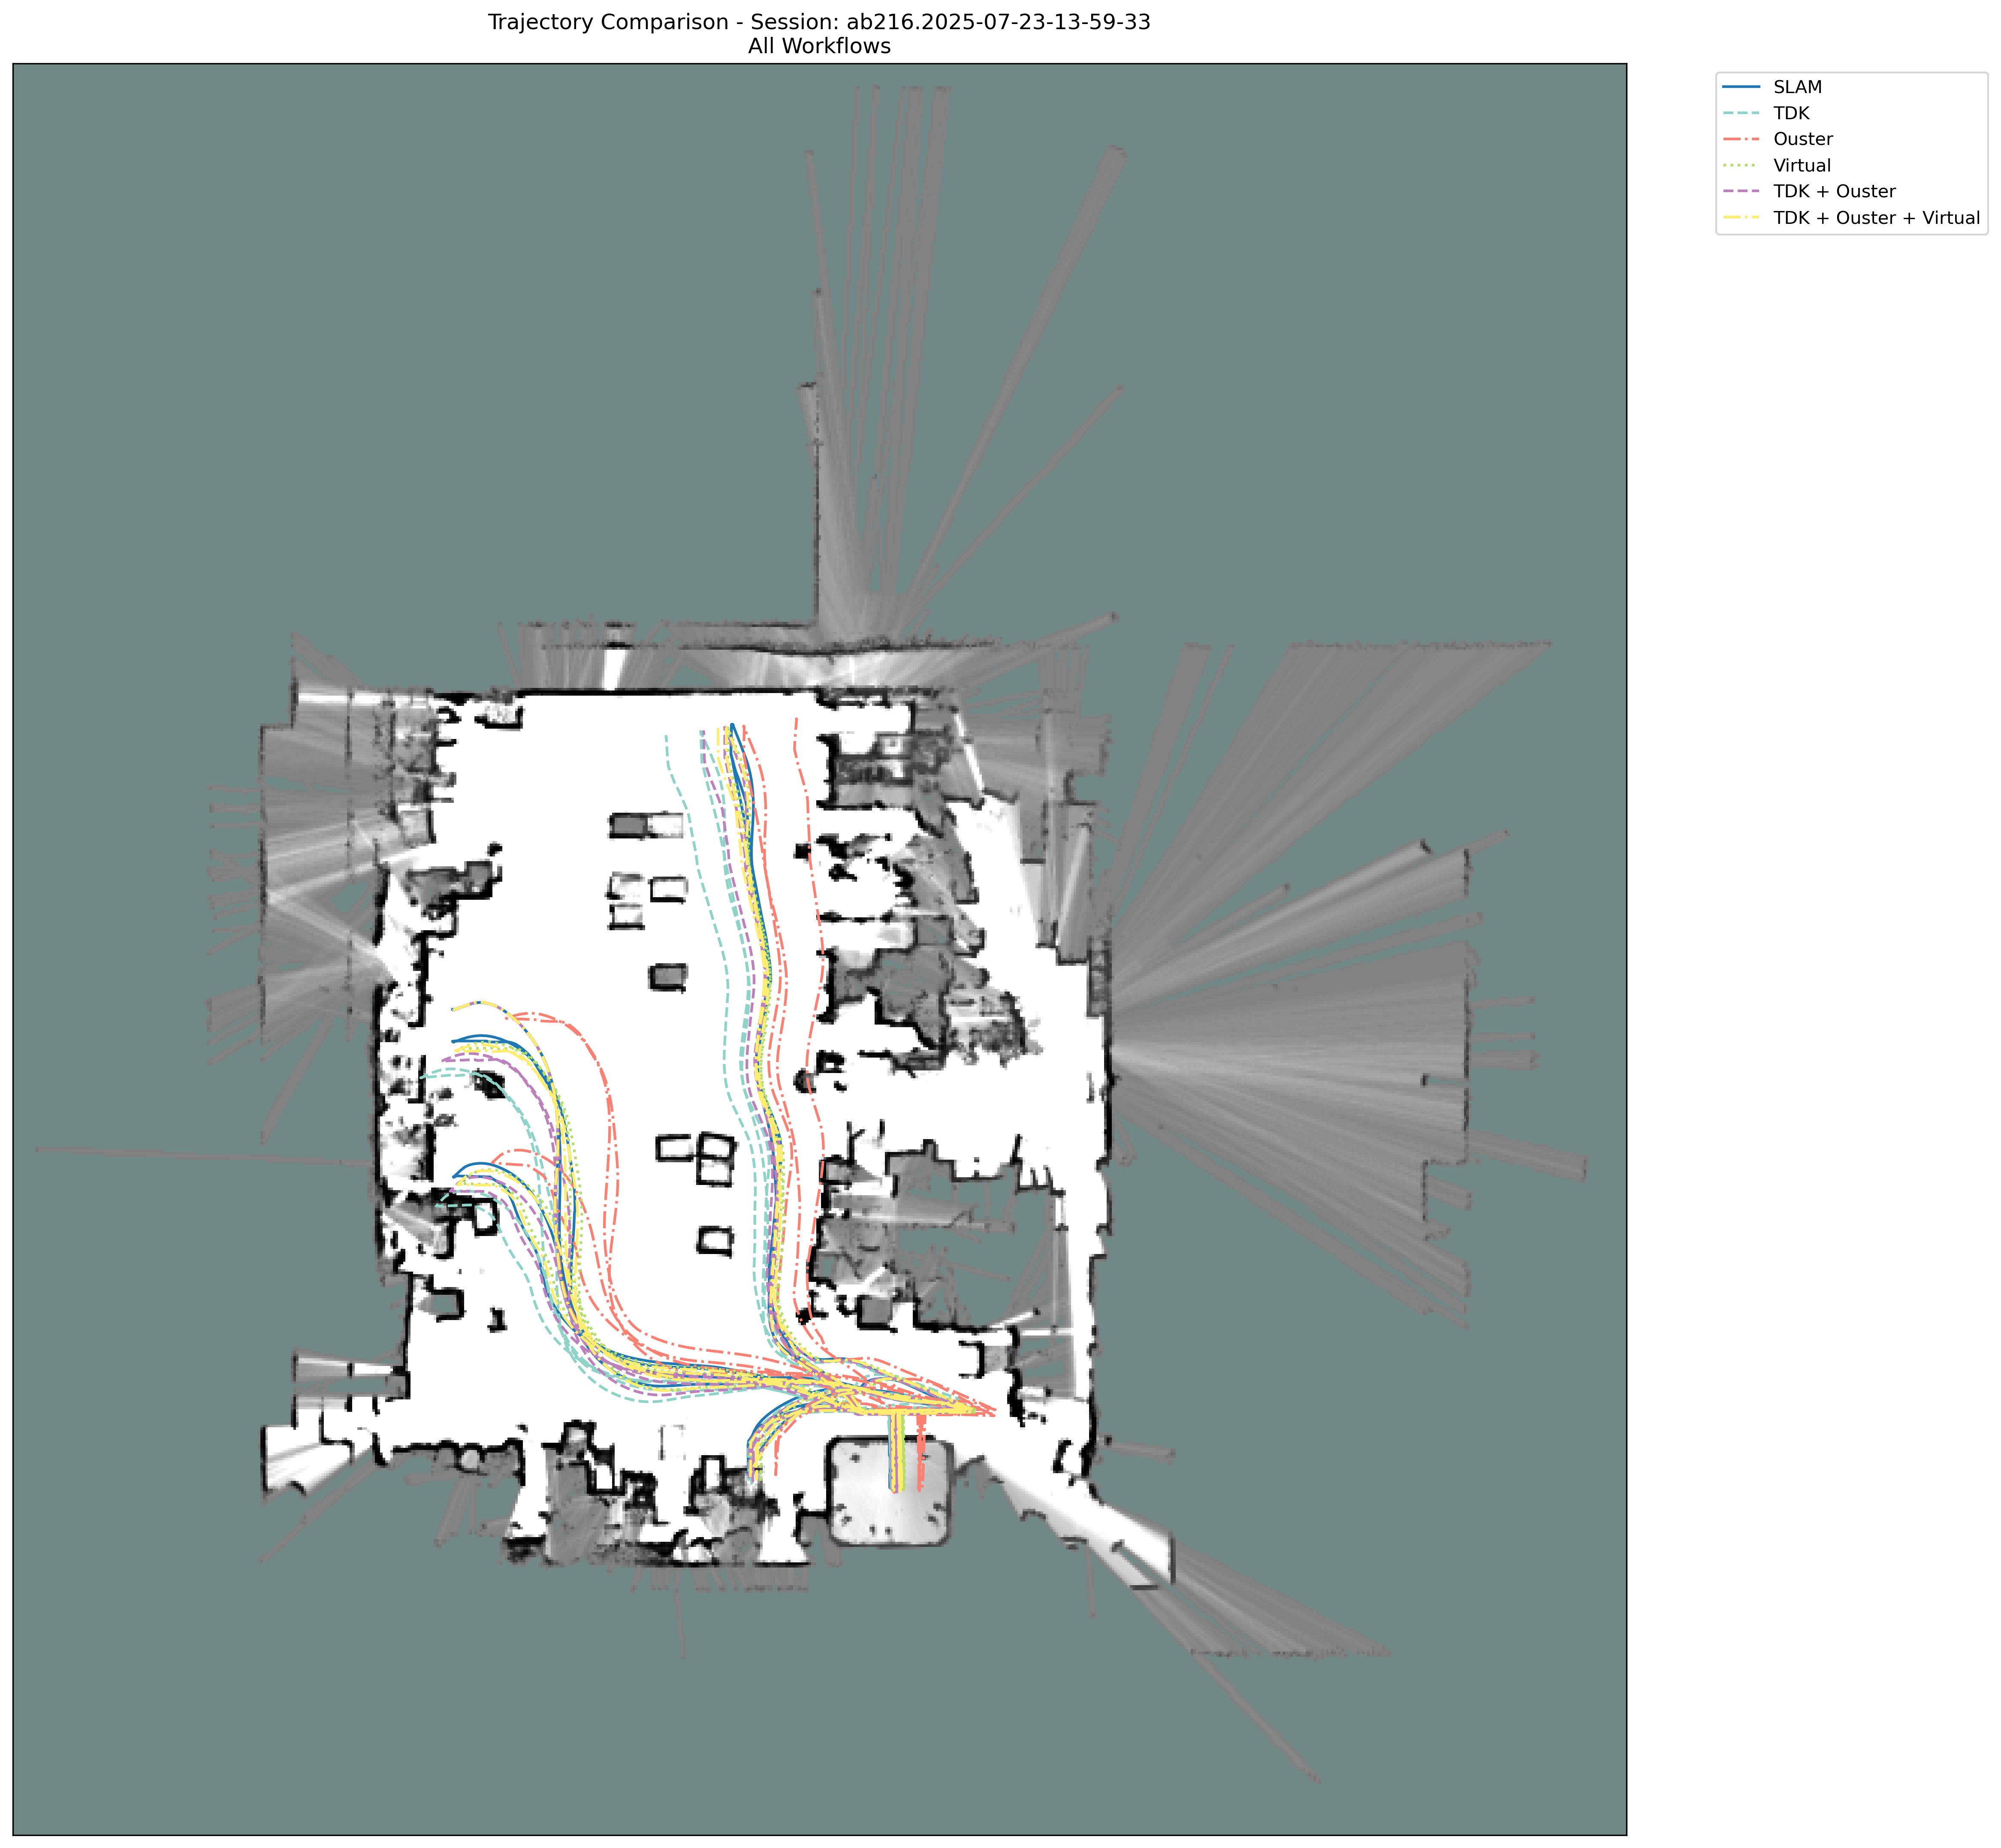 Trajectory Comparison - Session: ab216.2025-07-23-13-59-33
All Workflows
SLAM
TDK
Ouster
Virtual
TDK + Ouster
TDK + Ouster + Virtual